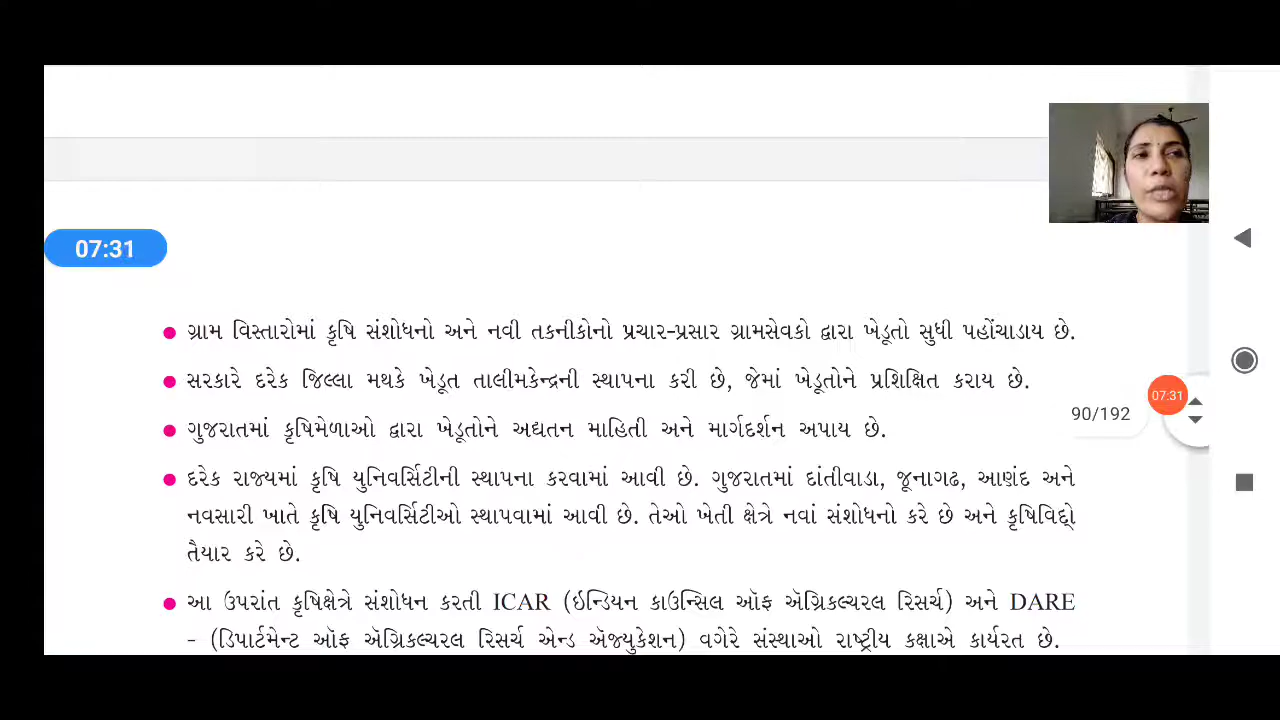 07:31
ગ્રામ વિસ્તારોમાં કૃષિ સંશોધનો અને નવી તકનીકોનો પ્રચાર-પ્રસાર ગ્રામસેવકો દ્વારા ખેડૂતો સુધી પહોંચાડાય છે.
સરકારે દરેક જિલ્લા મથકે ખેડૂત તાલીમકેન્દ્રની સ્થાપના કરી છે, જેમાં ખેડૂતોને પ્રશિક્ષિત કરાય છે.
07:31
90/192
ગુજરાતમાં કૃષિમેળાઓ દ્વારા ખેડૂતોને અદ્યતન માહિતી અને માર્ગદર્શન અપાય છે.
દરેક રાજ્યમાં કૃષિ યુનિવર્સિટીની સ્થાપના કરવામાં આવી છે. ગુજરાતમાં દાંતીવાડા, જૂનાગઢ, આણંદ અને
નવસારી ખાતે કૃષિ યુનિવર્સિટીઓ સ્થાપવામાં આવી છે. તેઓ ખેતી ક્ષેત્રે નવાં સંશોધનો કરે છે અને કૃષિવિદ્દો
તૈયાર કરે છે.
આ ઉપરાંત કૃષિક્ષેત્રે સંશોધન કરતી ICAR (ઇન્ડિયન કાઉન્સિલ ઑફ ઍગ્રિકલ્ચરલ રિસર્ચ) અને DARE
- (ડિપાર્ટમેન્ટ ઑફ ઍગ્રિકલ્ચરલ રિસર્ચ એન્ડ ઍજ્યુકેશન) વગેરે સંસ્થાઓ રાષ્ટ્રીય કક્ષાએ કાર્યરત છે.